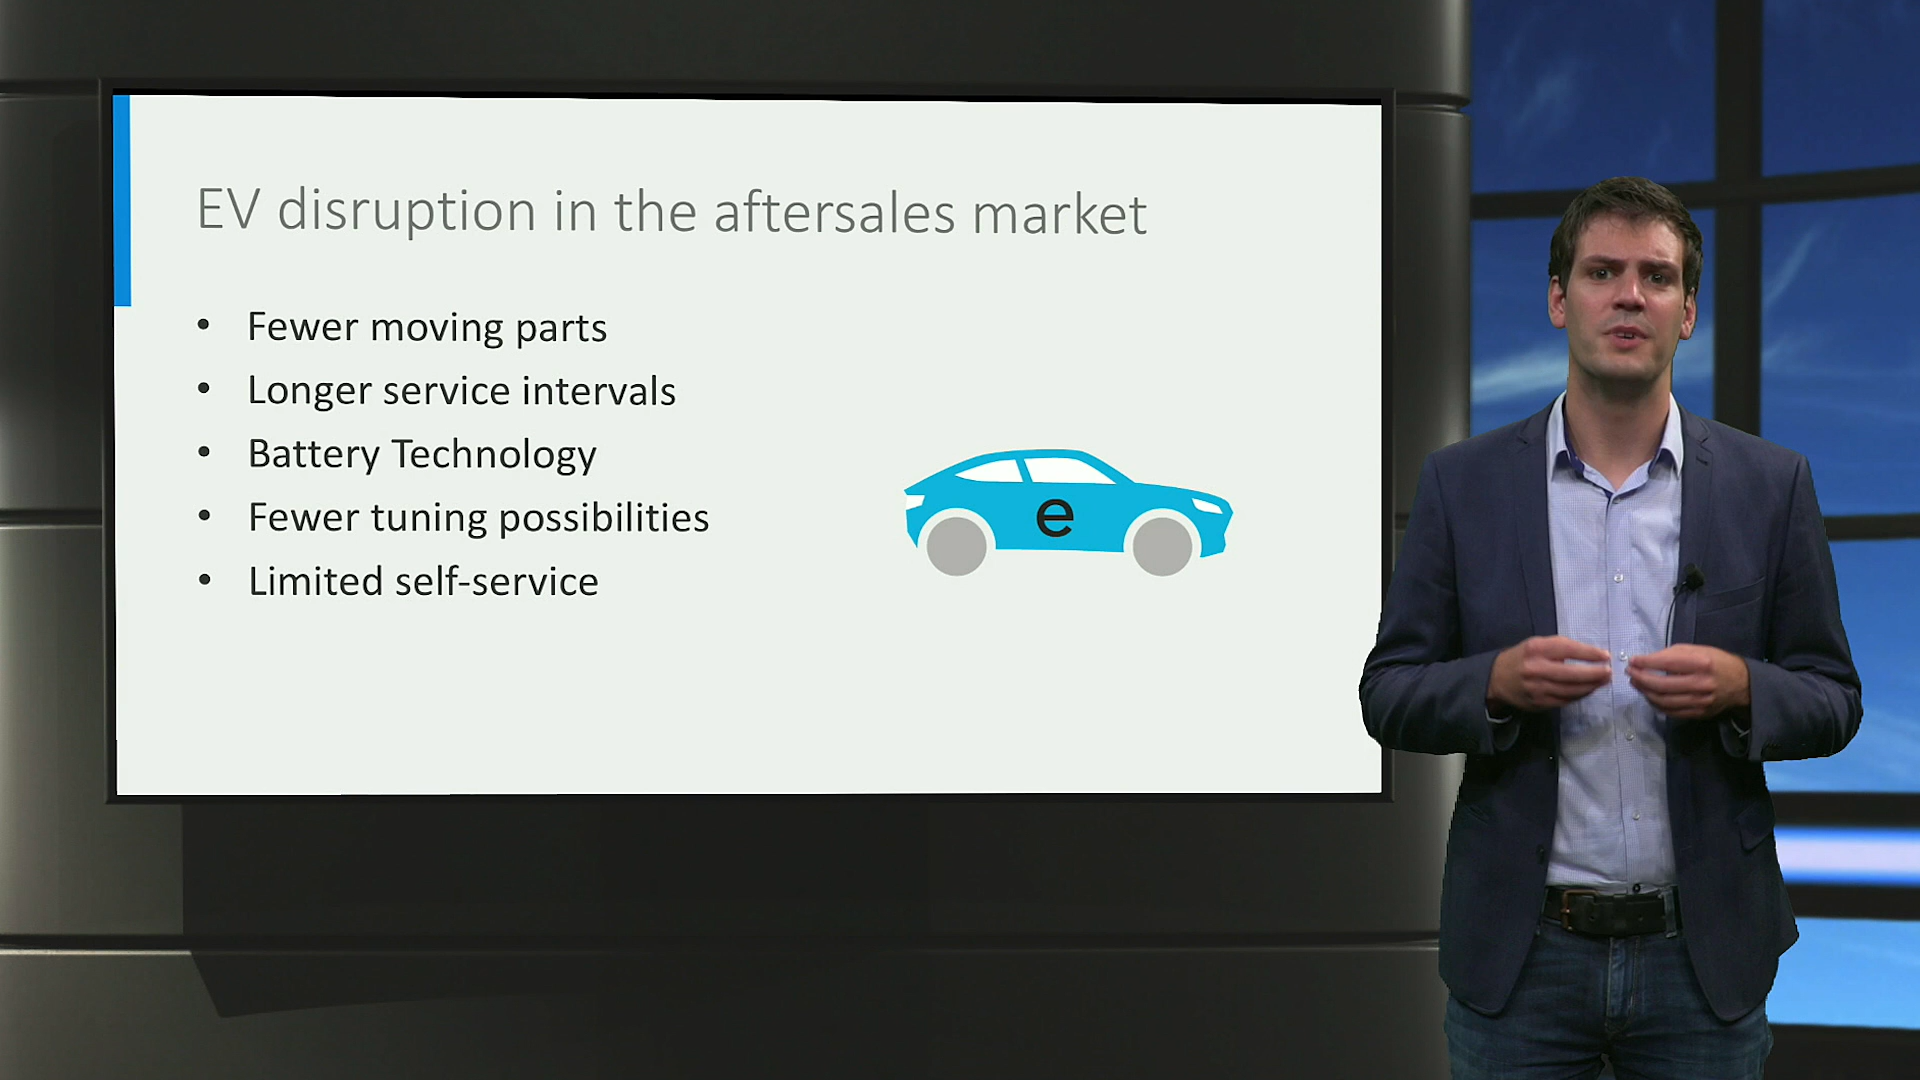 EV disruption in the aftersales market
• Fewer moving parts
• Longer service intervals
• Battery Technology
• Fewer tuning possibilities
• Limited self-service
e